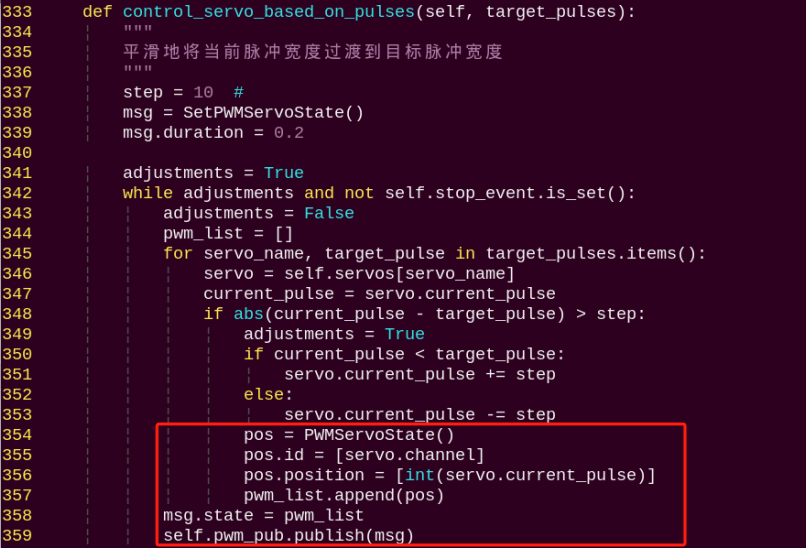 333     def control_servo_based_on_pulses(self, target_pulses):
334         """
335         平滑地将当前脉冲宽度过渡到目标脉冲宽度
336         """
337         step = 10  #
338         msg = SetPWMServoState()
339         msg.duration = 0.2
340
341         adjustments = True
342         while adjustments and not self.stop_event.is_set():
343             adjustments = False
344             pwm_list = []
345             for servo_name, target_pulse in target_pulses.items():
346                 servo = self.servos[servo_name]
347                 current_pulse = servo.current_pulse
348                 if abs(current_pulse - target_pulse) > step:
349                     adjustments = True
350                     if current_pulse < target_pulse:
351                         servo.current_pulse += step
352                     else:
353                         servo.current_pulse -= step
354                     pos = PWMServoState()
355                     pos.id = [servo.channel]
356                     pos.position = [int(servo.current_pulse)]
357                     pwm_list.append(pos)
358             msg.state = pwm_list
359             self.pwm_pub.publish(msg)